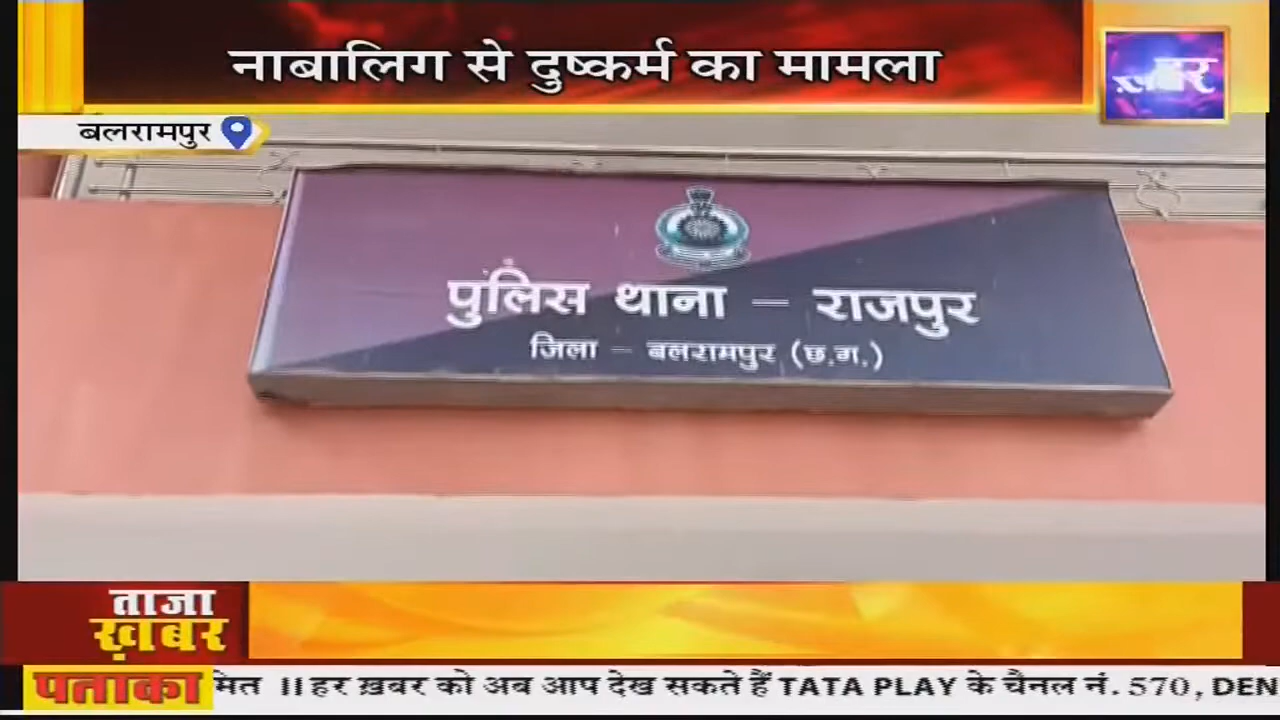 नाबालिग से दुष्कर्म का मामला
ख़बर
बलरामपुर
पुलिस थाना – राजपुर
जिला – बलरामपुर (छ.ग.)
ताजा
ख़बर
पताका
मित ।। हर ख़बर को अब आप देख सकते हैं TATA PLAY के चैनल नं. 570, DEN